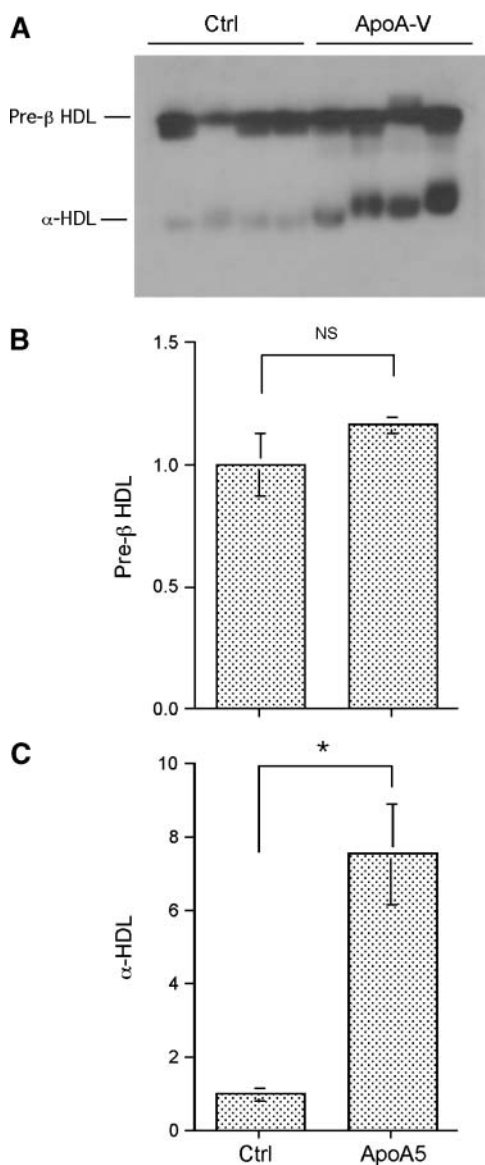 A
Ctrl ApoA-V
Pre-β HDL
α-HDL
B
NS
1.5
1.0
0.5
0.0
Pre-β HDL
C
*
10
8
6
4
2
0
α-HDL
Ctrl ApoA5